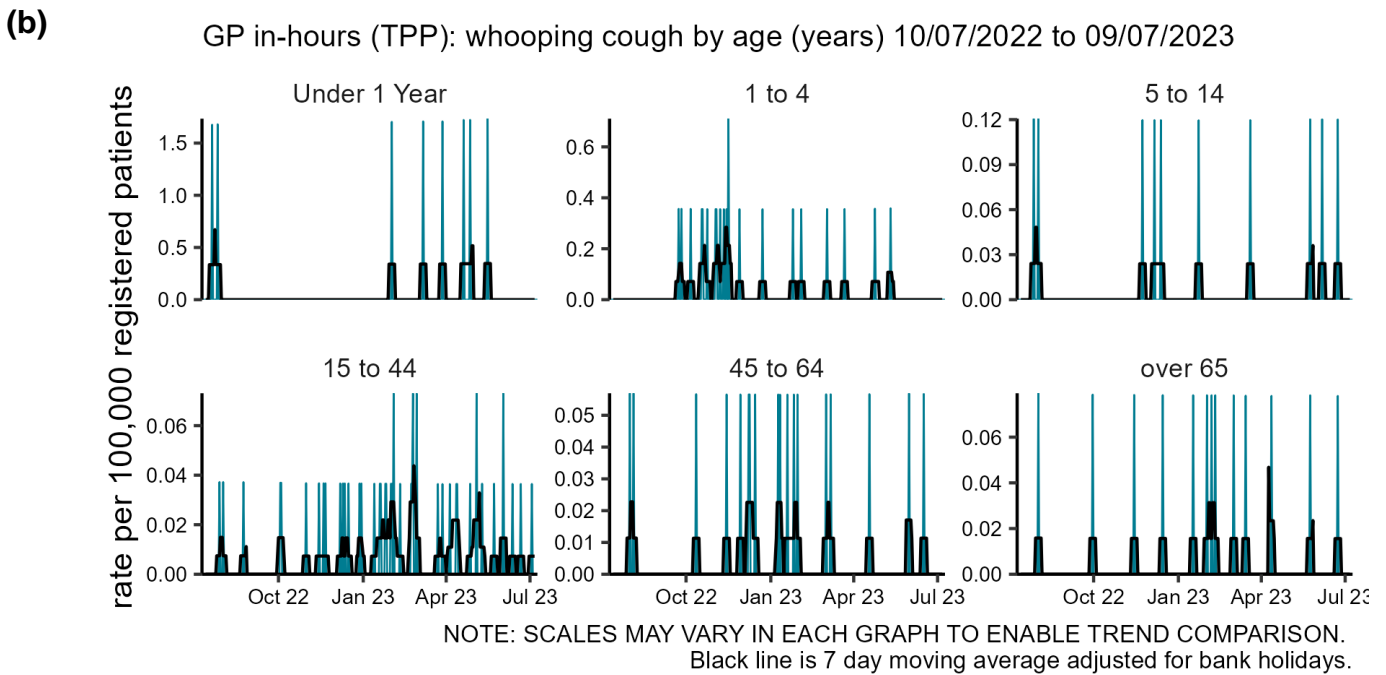 (b)
GP in-hours (TPP): whooping cough by age (years) 10/07/2022 to 09/07/2023
rate per 100,000 registered patients
Under 1 Year
1.5
1.0
0.5
0.0
1 to 4
0.6
0.4
0.2
0.0
5 to 14
0.12
0.09
0.06
0.03
0.00
15 to 44
0.06
0.04
0.02
0.00
Oct 22 Jan 23 Apr 23 Jul 23
45 to 64
0.05
0.04
0.03
0.02
0.01
0.00
Oct 22 Jan 23 Apr 23 Jul 23
over 65
0.06
0.04
0.02
0.00
Oct 22 Jan 23 Apr 23 Jul 23
NOTE: SCALES MAY VARY IN EACH GRAPH TO ENABLE TREND COMPARISON.
Black line is 7 day moving average adjusted for bank holidays.